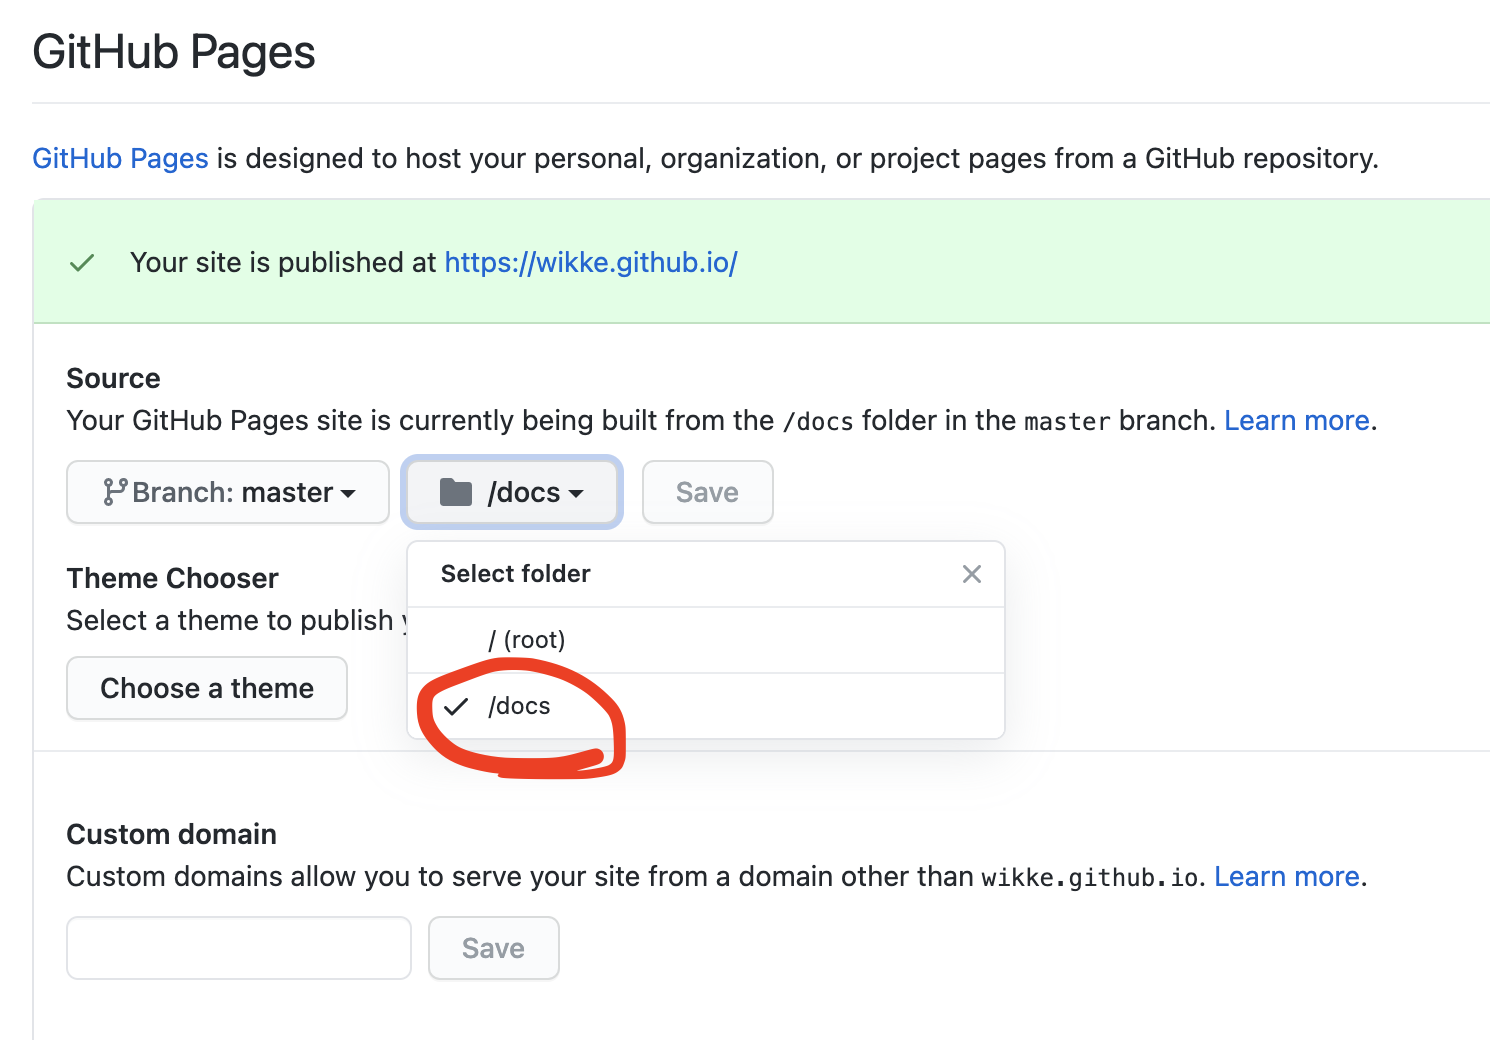 GitHub Pages
GitHub Pages is designed to host your personal, organization, or project pages from a GitHub repository.
Your site is published at https://wikke.github.io/
Source
Your GitHub Pages site is currently being built from the /docs folder in the master branch. Learn more.
Branch: master /docs Save
Select folder
/ (root)
/docs
Theme Chooser
Select a theme to publish
Choose a theme
Custom domain
Custom domains allow you to serve your site from a domain other than wikke.github.io. Learn more.
Save